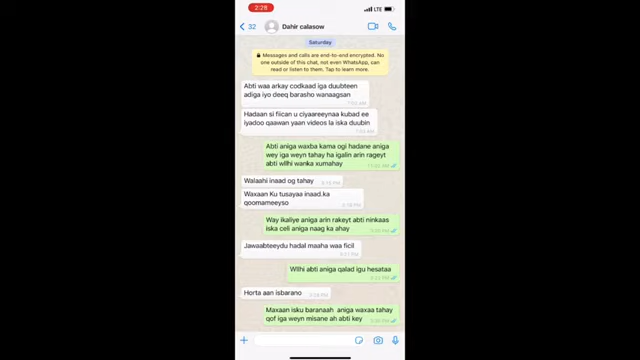 2:28
LTE
32
Dahir calasow
Saturday
Messages and calls are end-to-end encrypted. No
one outside of this chat, not even WhatsApp, can
read or listen to them. Tap to learn more.
Abti waa arkay codkaad iga duubteen
adiga iyo deeq barasho wanaagsan
Hadaan si fiican u ciyaareeynaa kubad ee
iyadoo qaawan yaan videos la iska duubin
Abti aniga waxba kama ogi hadane aniga
wey iga weyn tahay ha igalin arin rageyt
abti wllhi wanka xumahay
Walaahi inaad og tahay
Waxaan Ku tusayaa inaad.ka
qoomameeyso
Way ikaliye aniga arin rakeyt abti ninkaas
iska celi aniga naag ka ahay
Jawaabteeydu hadal maaha waa ficil
Wllhi abti aniga qalad igu hesataa
Horta aan isbarano
Maxaan isku baranaah aniga waxaa tahay
qof iga weyn misane ah abti key